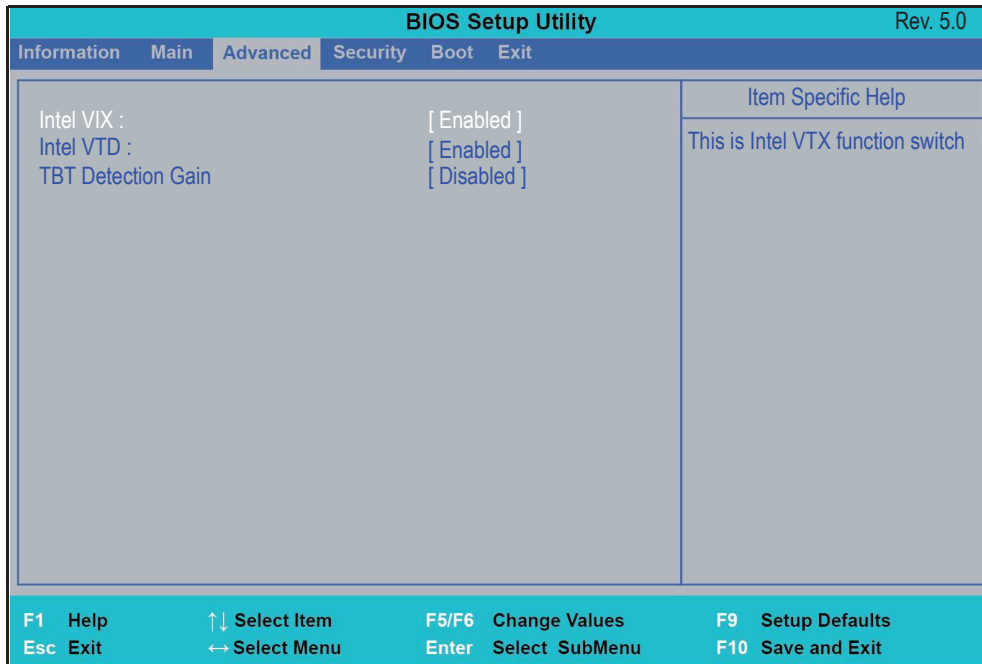 BIOS Setup Utility Rev. 5.0
Information Main Advanced Security Boot Exit
Intel VIX : [ Enabled ]
Intel VTD : [ Enabled ]
TBT Detection Gain [ Disabled ]
Item Specific Help
This is Intel VTX function switch
F1 Help ↑↓ Select Item F5/F6 Change Values F9 Setup Defaults
Esc Exit ↔ Select Menu Enter Select SubMenu F10 Save and Exit